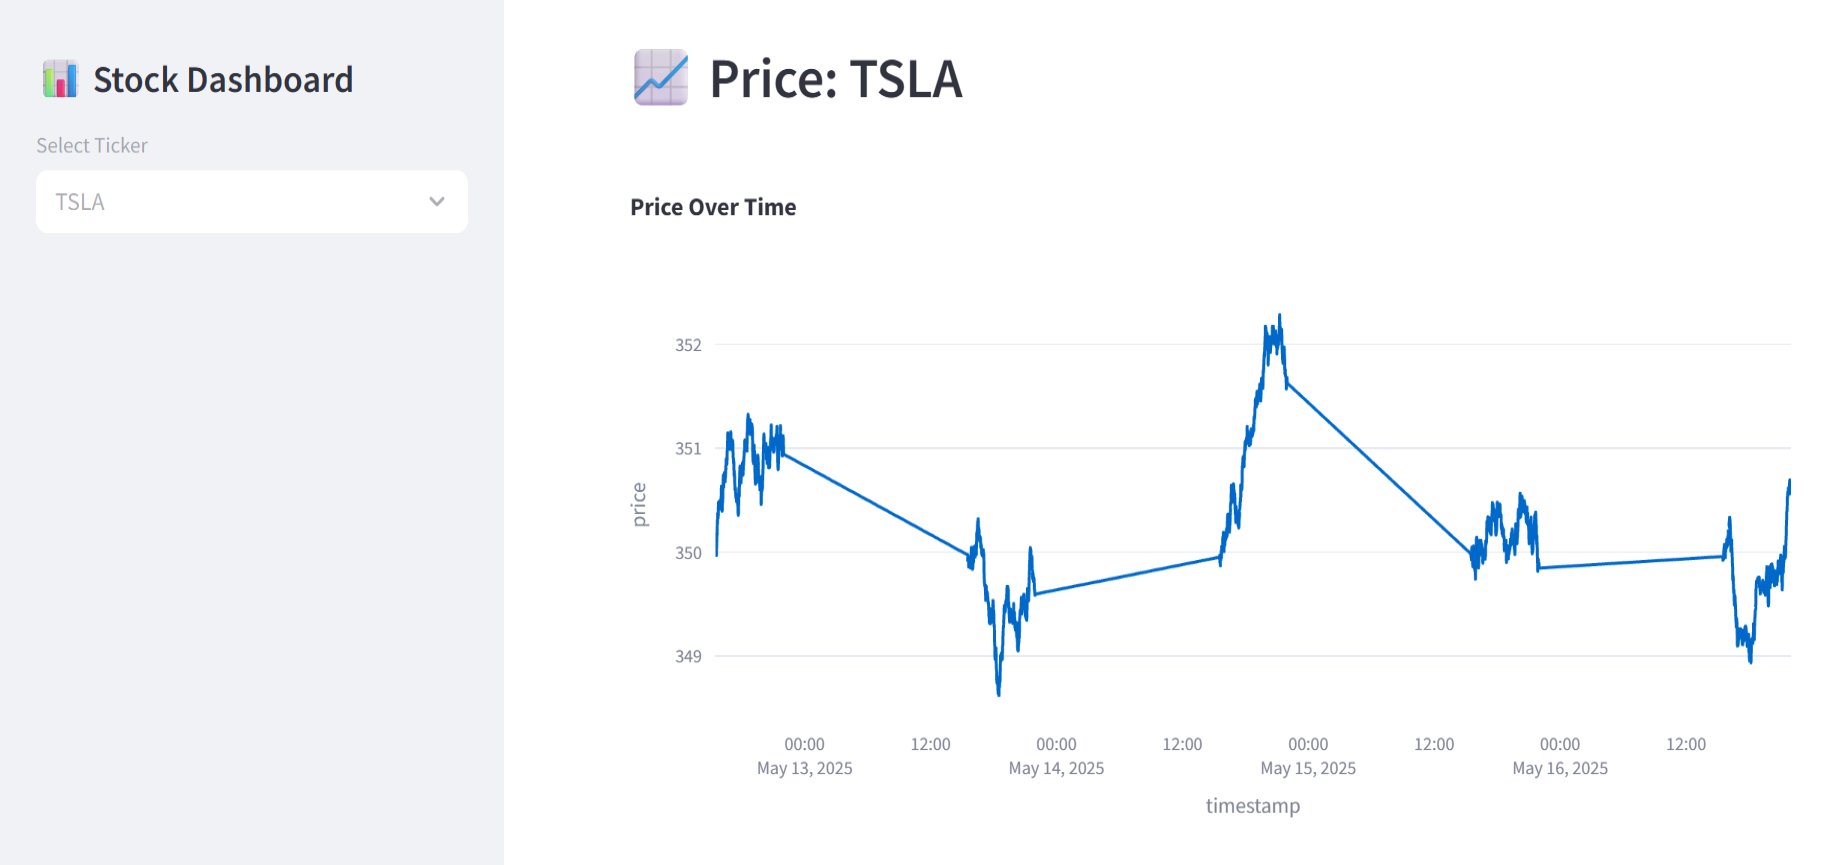 Stock Dashboard
Select Ticker
TSLA
Price: TSLA
Price Over Time
352
351
350
349
price
00:00 12:00 00:00 12:00 00:00 12:00 00:00 12:00
May 13, 2025 May 14, 2025 May 15, 2025 May 16, 2025
timestamp